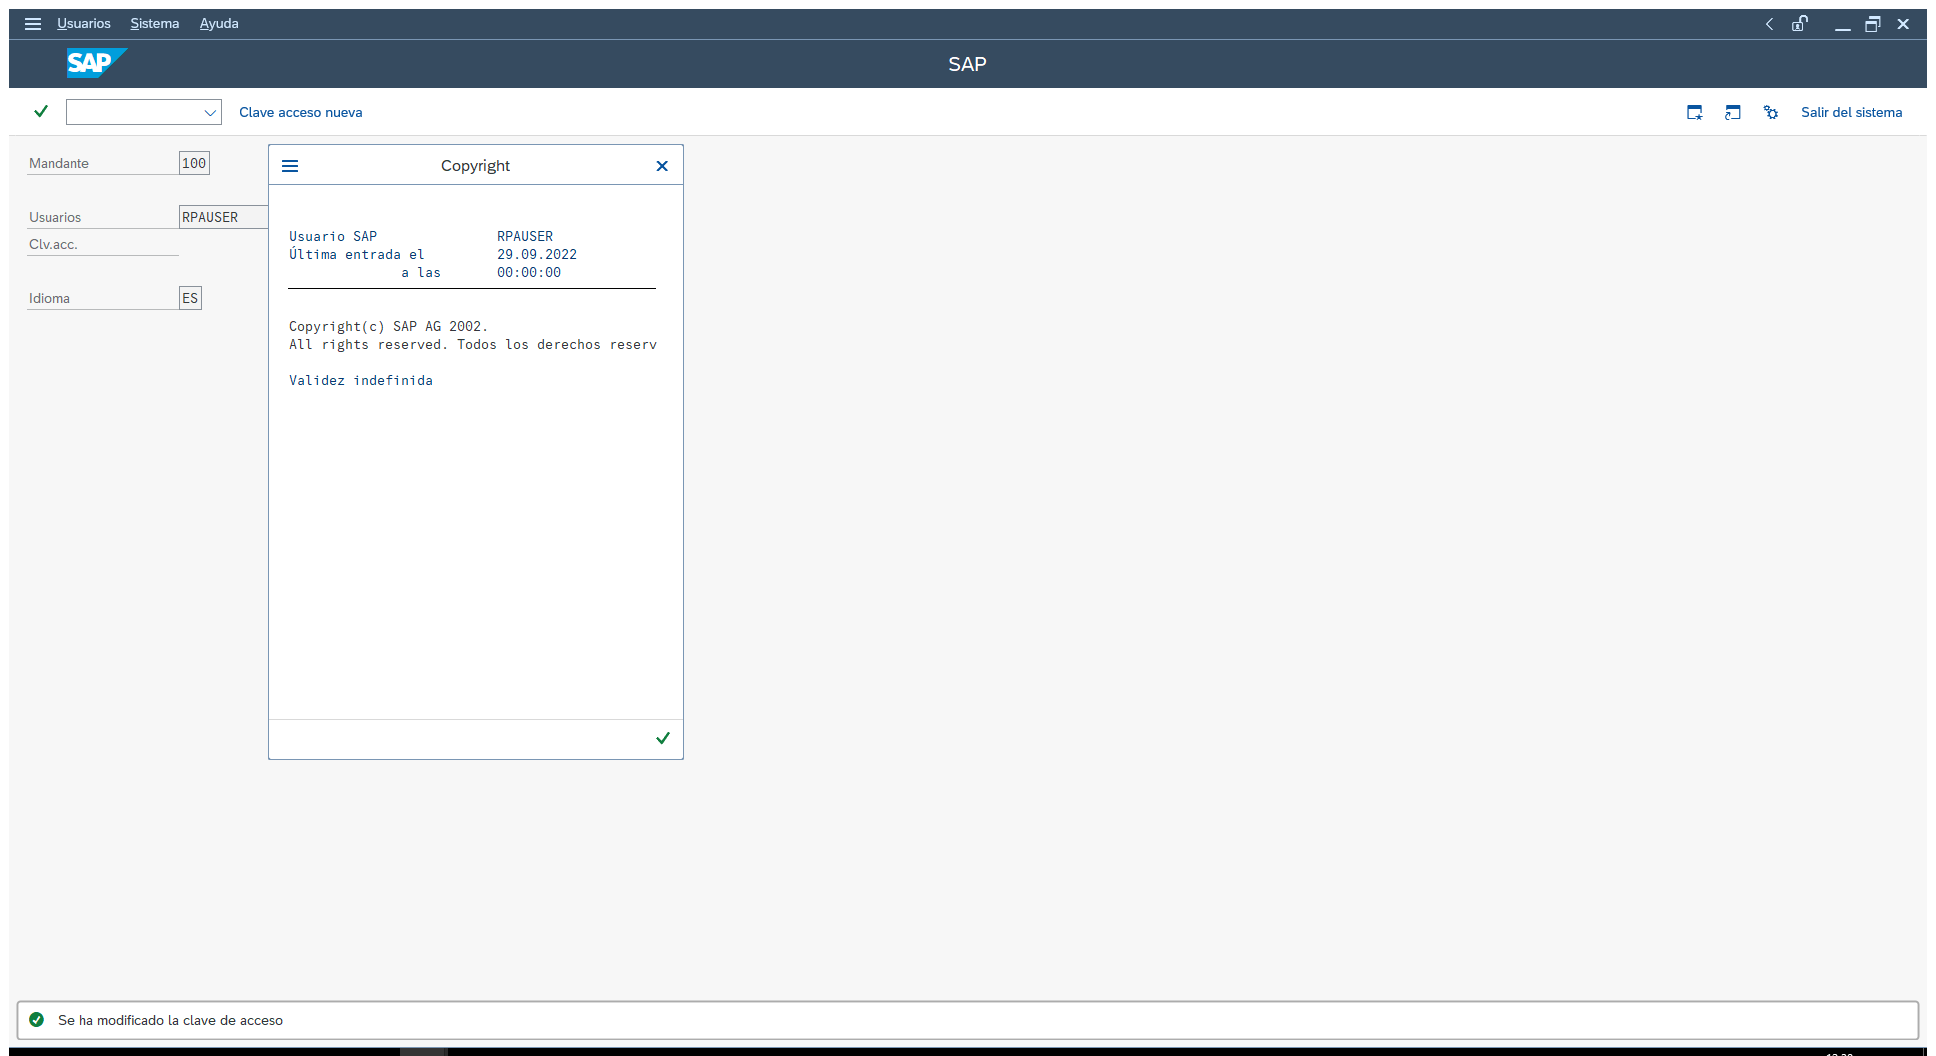 Usuarios Sistema Ayuda
SAP SAP
Clave acceso nueva Salir del sistema
Mandante 100
Usuarios RPAUSER
Clv.acc.
Idioma ES
Copyright
Usuario SAP RPAUSER
Última entrada el 29.09.2022
a las 00:00:00
Copyright(c) SAP AG 2002.
All rights reserved. Todos los derechos reserv
Validez indefinida
Se ha modificado la clave de acceso